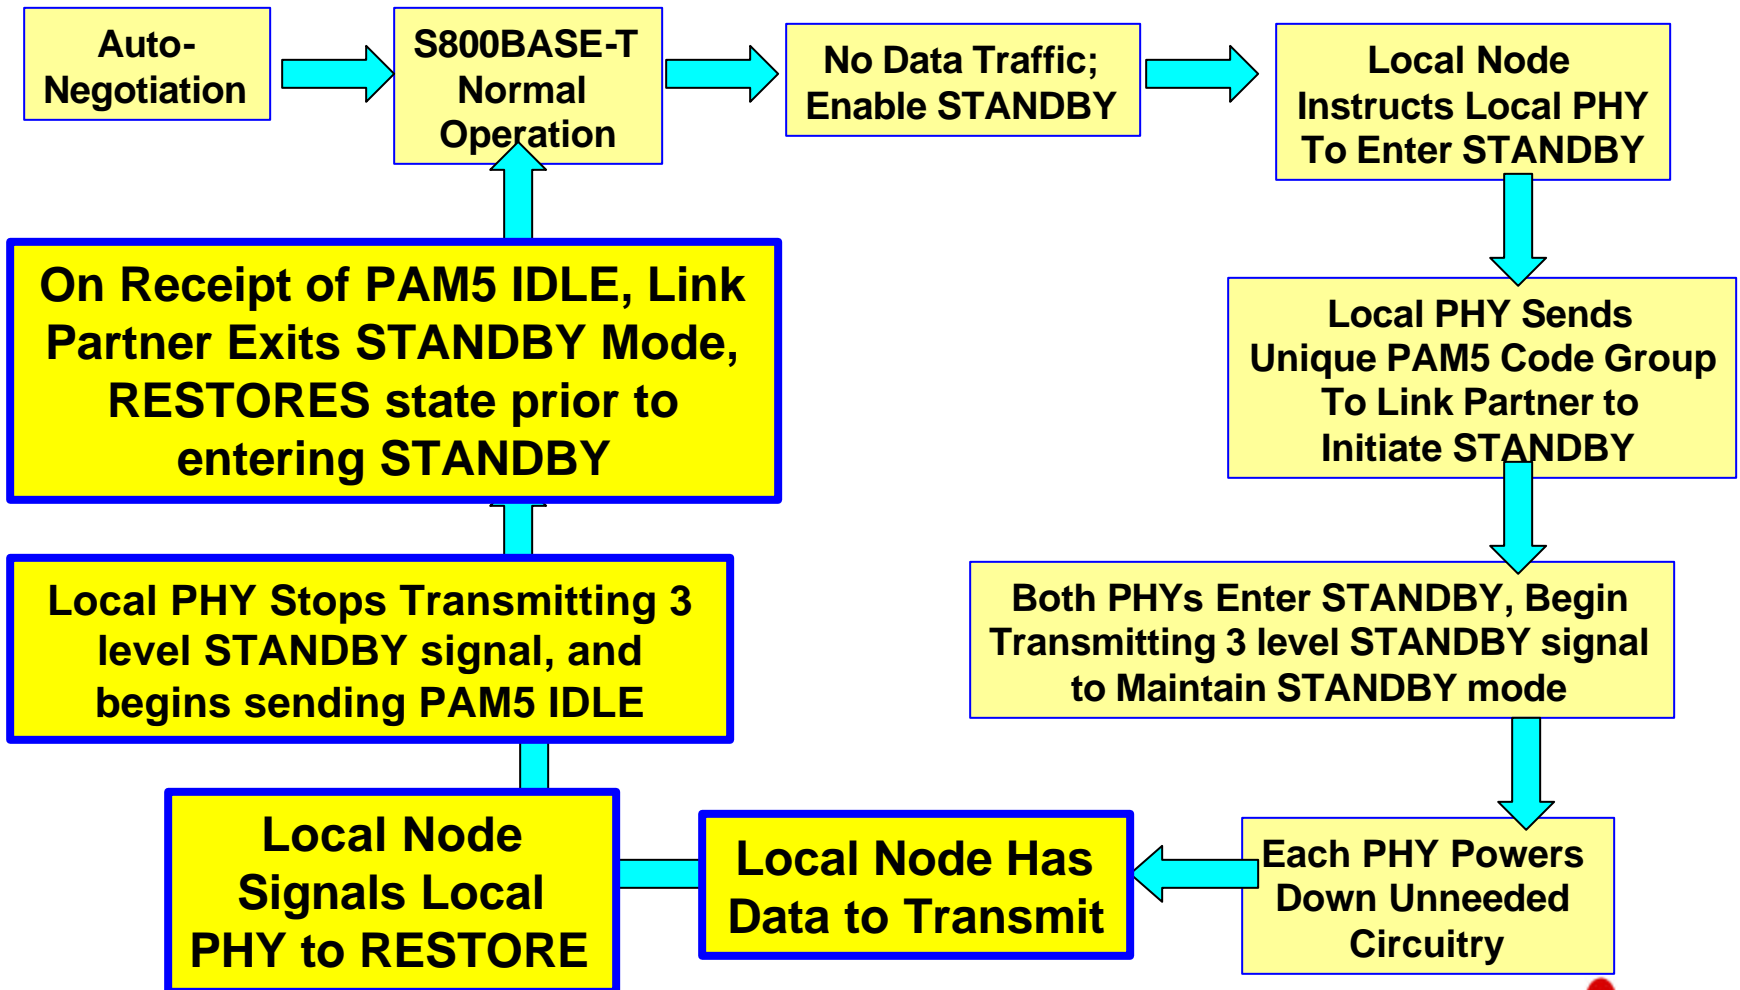 Auto-
Negotiation
S800BASE-T
Normal
Operation
No Data Traffic;
Enable STANDBY
Local Node
Instructs Local PHY
To Enter STANDBY
Local PHY Sends
Unique PAM5 Code Group
To Link Partner to
Initiate STANDBY
Both PHYs Enter STANDBY, Begin
Transmitting 3 level STANDBY signal
to Maintain STANDBY mode
Each PHY Powers
Down Unneeded
Circuitry
Local Node Has
Data to Transmit
Local Node
Signals Local
PHY to RESTORE
Local PHY Stops Transmitting 3
level STANDBY signal, and
begins sending PAM5 IDLE
On Receipt of PAM5 IDLE, Link
Partner Exits STANDBY Mode,
RESTORES state prior to
entering STANDBY